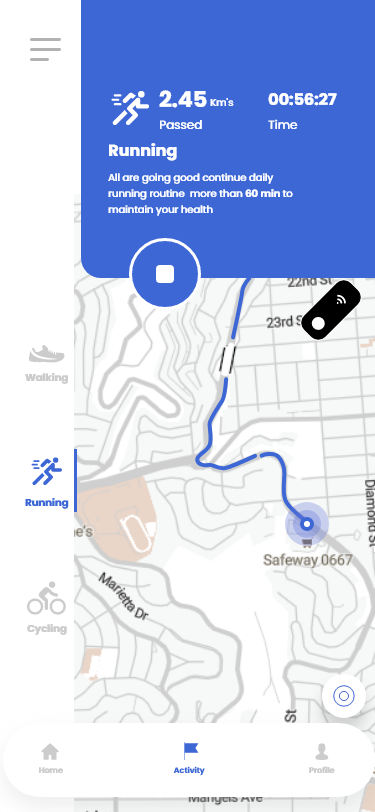 2.45 Km's
00:56:27
Passed
Time
Running
All are going good continue daily
running routine more than 60 min to
maintain your health
22nd St
23rd S
Walking
Running
Diamond S
e's
Safeway 0667
Marietta Dr
Cycling
St
Home
Activity
Profile
Mangels Ave